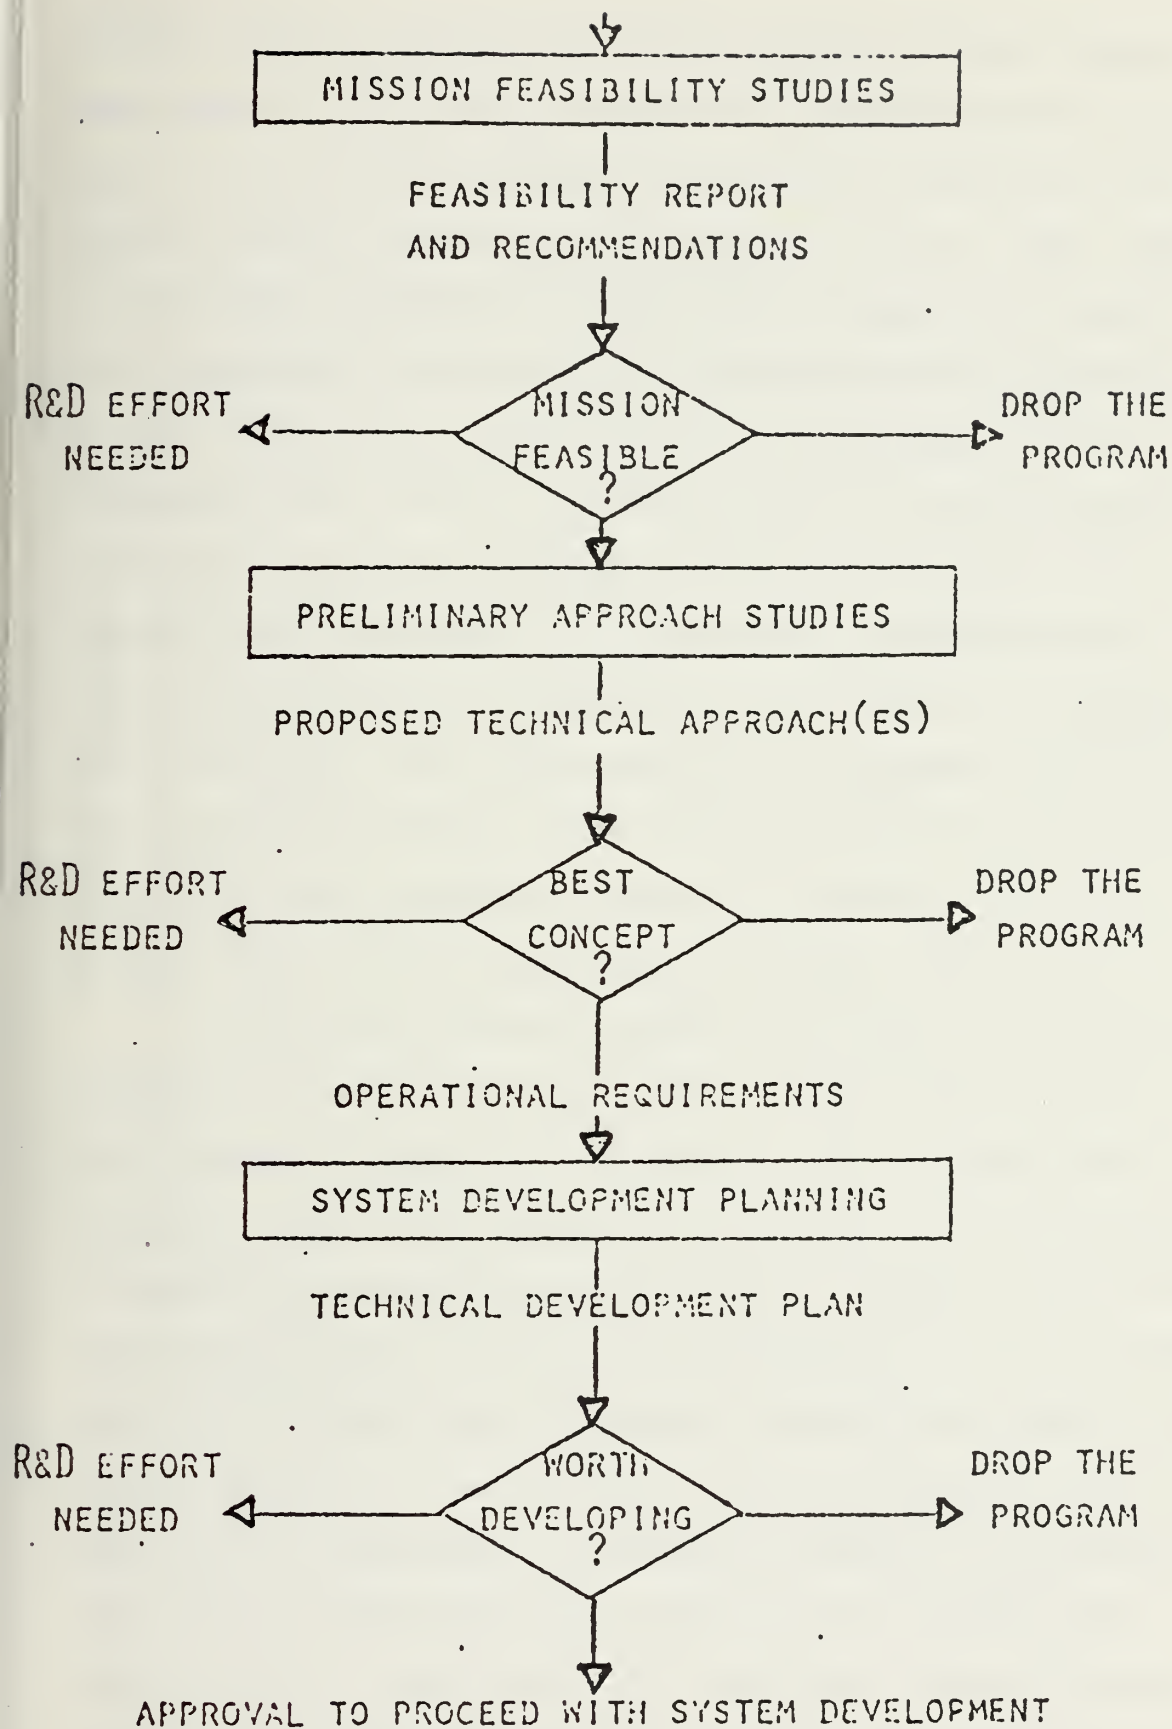 MISSION FEASIBILITY STUDIES
FEASIBILITY REPORT
AND RECOMMENDATIONS
R&D EFFORT
NEEDED
MISSION
FEASIBLE
?
DROP THE
PROGRAM
PRELIMINARY APPROACH STUDIES
PROPOSED TECHNICAL APPROACH(ES)
R&D EFFORT
NEEDED
BEST
CONCEPT
?
DROP THE
PROGRAM
OPERATIONAL REQUIREMENTS
SYSTEM DEVELOPMENT PLANNING
TECHNICAL DEVELOPMENT PLAN
R&D EFFORT
NEEDED
WORTH
DEVELOPING
?
DROP THE
PROGRAM
APPROVAL TO PROCEED WITH SYSTEM DEVELOPMENT